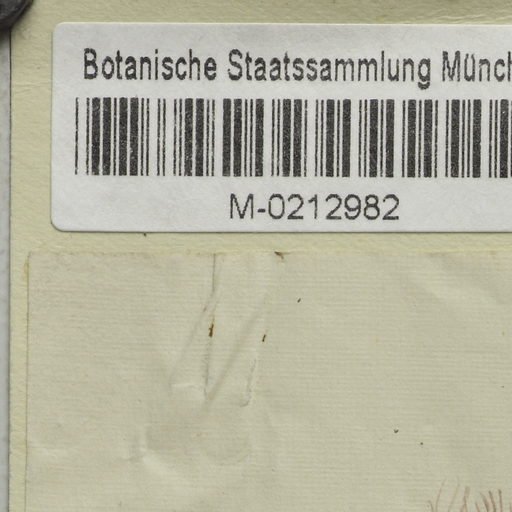 Botanische Staatssammlung Münch
M-0212982